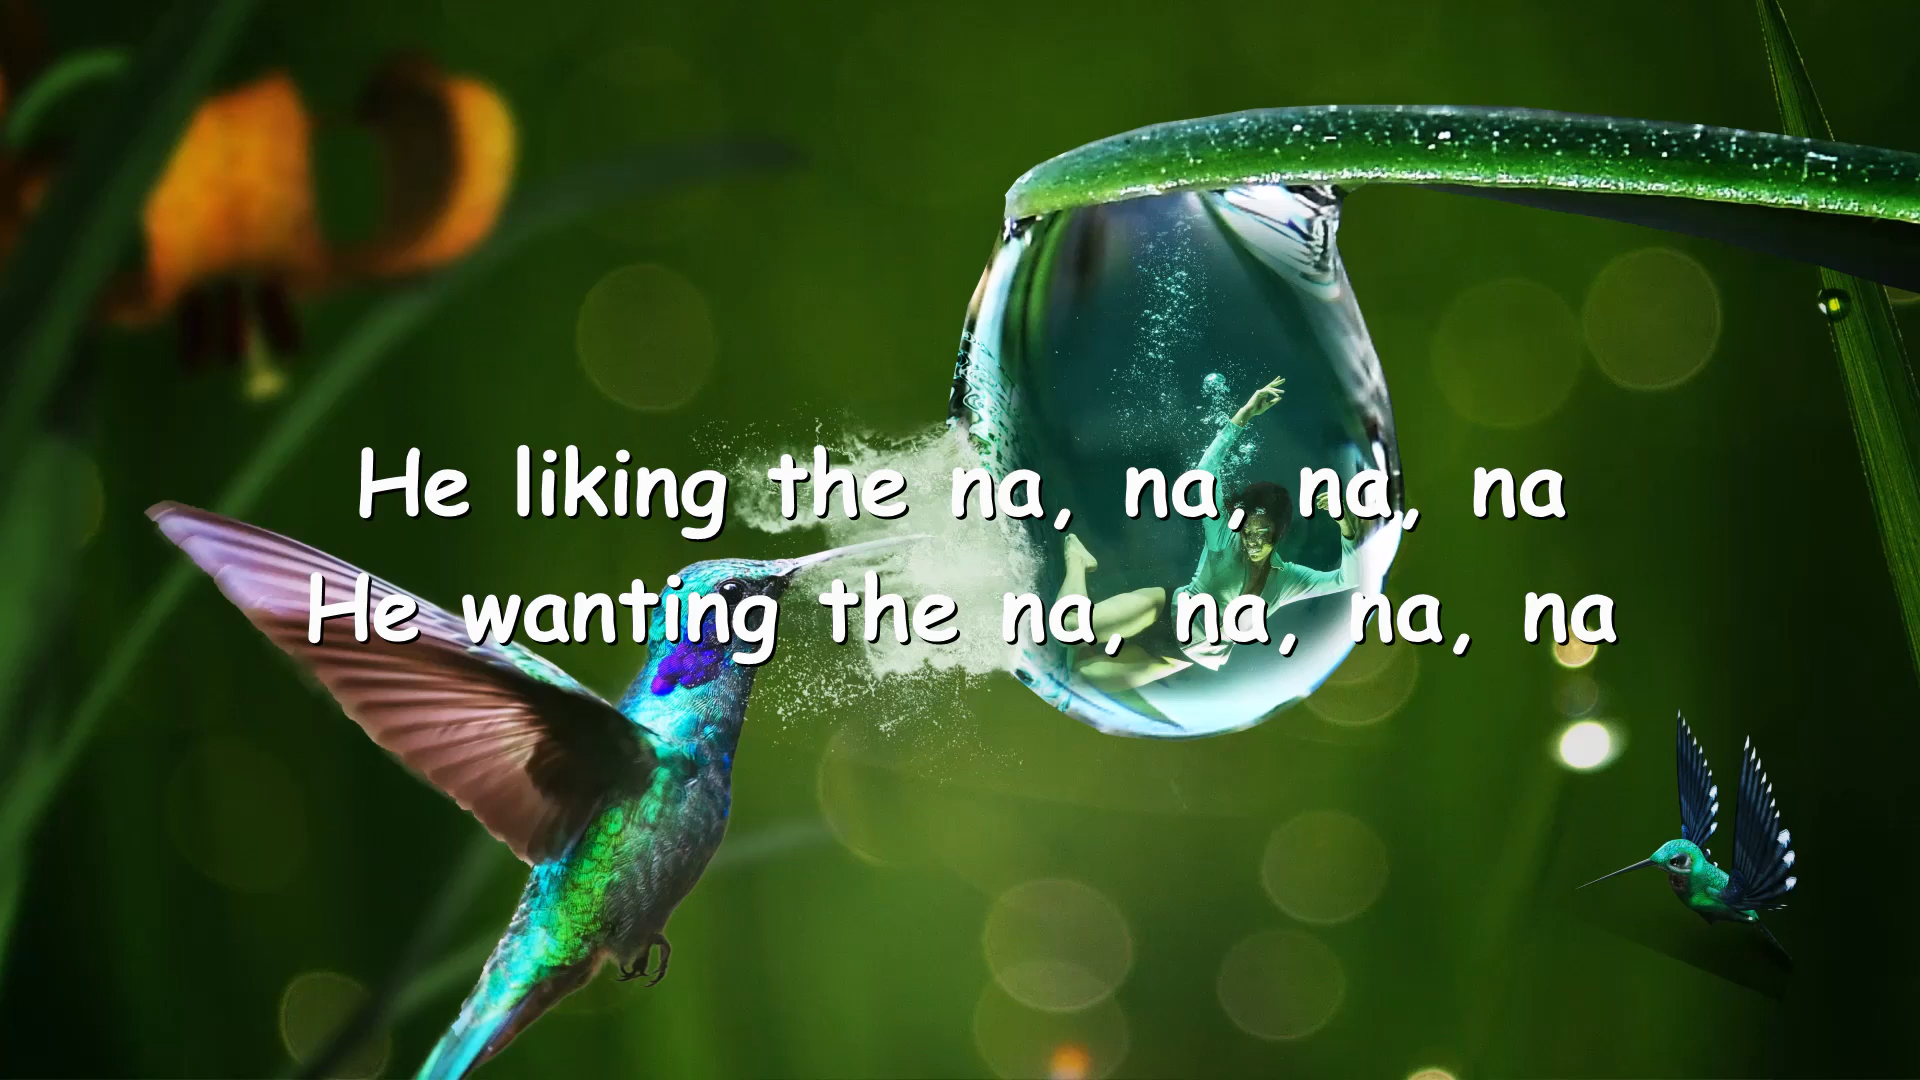 He liking the na, na, na, na
He wanting the na, na, na, na